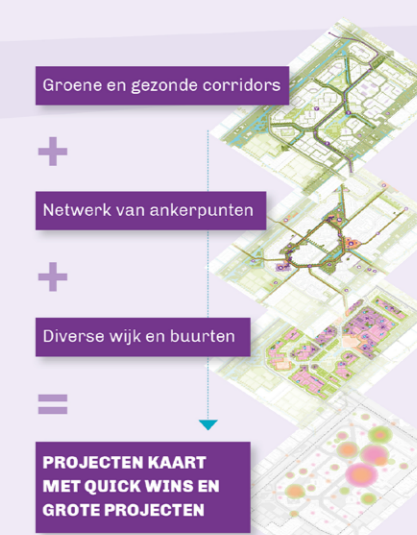 Groene en gezonde corridors
+
Netwerk van ankerpunten
+
Diverse wijk en buurten
=
PROJECTEN KAART
MET QUICK WINS EN
GROTE PROJECTEN